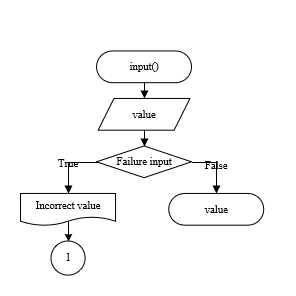 input()
value
Failure input
True
False
Incorrect value
value
1